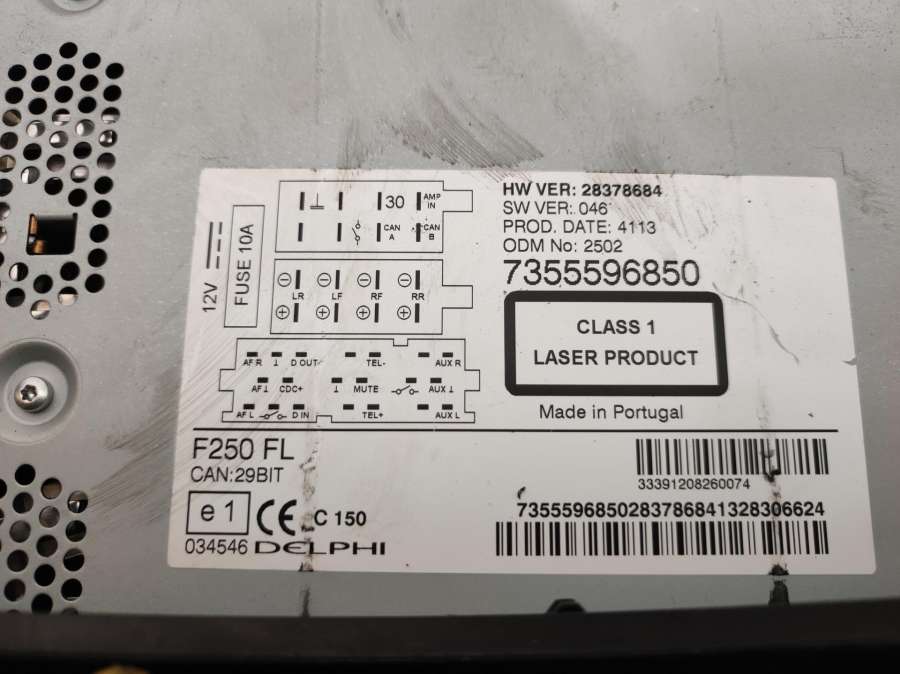 30 AMP IN
CAN A CAN B
12V
FUSE 10A
LR LF RF RR
AF R D OUT TEL- AUX R
AF CDC+ MUTE AUX
AF L D IN TEL+ AUX L
HW VER: 28378684
SW VER: 046
PROD. DATE: 4113
ODM No: 2502
7355596850
CLASS 1
LASER PRODUCT
Made in Portugal
F250 FL
CAN:29BIT
e1 CE C 150
034546 DELPHI
33391208260074
7355596850283786841328306624